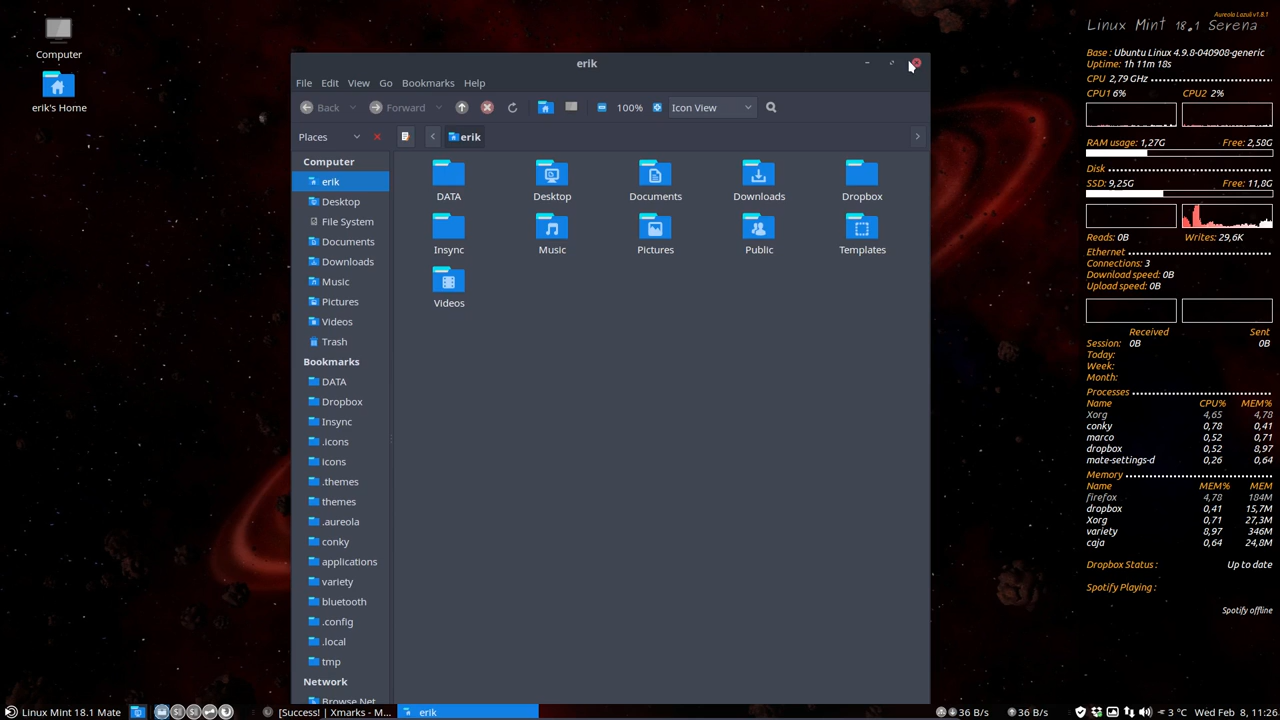 Computer
erik's Home
erik
File Edit View Go Bookmarks Help
Back Forward 100% Icon View
Places erik
Computer
erik
Desktop
File System
Documents
Downloads
Music
Pictures
Videos
Trash
Bookmarks
DATA
Dropbox
Insync
.icons
icons
.themes
themes
.aureola
conky
applications
variety
bluetooth
.config
.local
tmp
Network
Browse Net...
DATA Desktop Documents Downloads Dropbox
Insync Music Pictures Public Templates
Videos
Aureola Lazuli v1.8.1
Linux Mint 18.1 Serena
Base : Ubuntu Linux 4.9.8-040908-generic
Uptime: 1h 11m 18s
CPU 2,79 GHz
CPU1 6% CPU2 2%
RAM usage: 1,27G Free: 2,58G
Disk
SSD: 9,25G Free: 11,8G
Reads: 0B Writes: 29,6K
Ethernet
Connections: 3
Download speed: 0B
Upload speed: 0B
Received Sent
Session: 0B 0B
Today:
Week:
Month:
Processes
Name CPU% MEM%
Xorg 4,65 4,78
conky 0,78 0,41
marco 0,52 0,71
dropbox 0,52 8,97
mate-settings-d 0,26 0,64
Memory
Name MEM% MEM
firefox 4,78 184M
dropbox 0,41 15,7M
Xorg 0,71 27,3M
variety 8,97 346M
caja 0,64 24,8M
Dropbox Status : Up to date
Spotify Playing :
Spotify offline
Linux Mint 18.1 Mate [Success! | Xmarks - M... erik 36 B/s 36 B/s 3 °C Wed Feb 8, 11:26